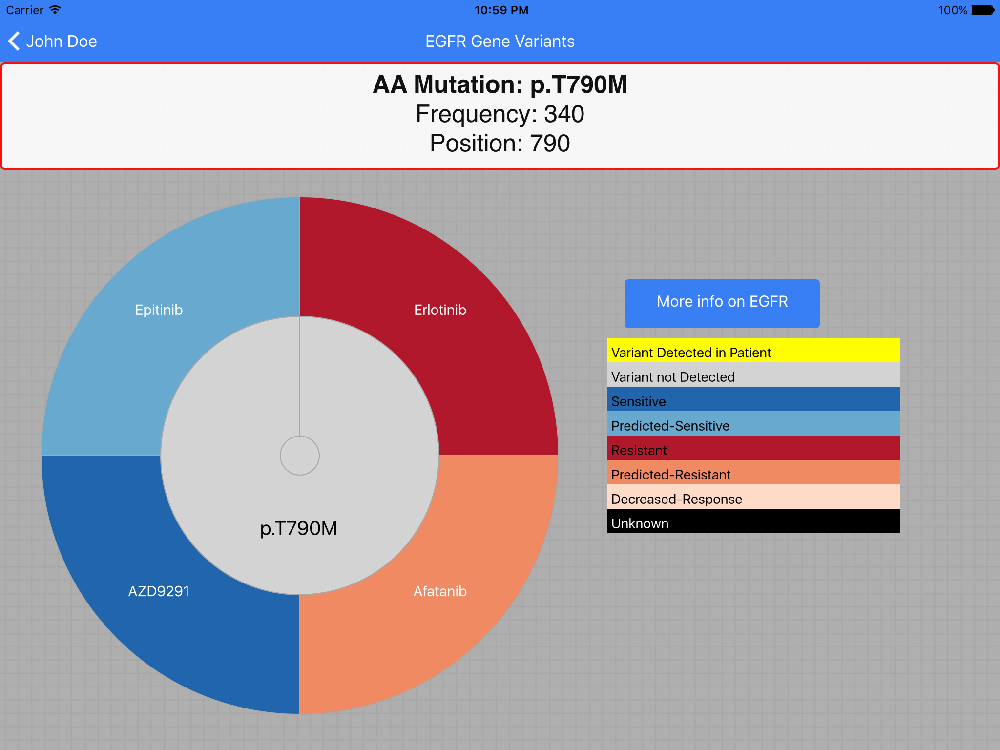 Carrier
10:59 PM
100%
John Doe
EGFR Gene Variants
AA Mutation: p.T790M
Frequency: 340
Position: 790
Epitinib
Erlotinib
p.T790M
AZD9291
Afatanib
More info on EGFR
Variant Detected in Patient
Variant not Detected
Sensitive
Predicted-Sensitive
Resistant
Predicted-Resistant
Decreased-Response
Unknown